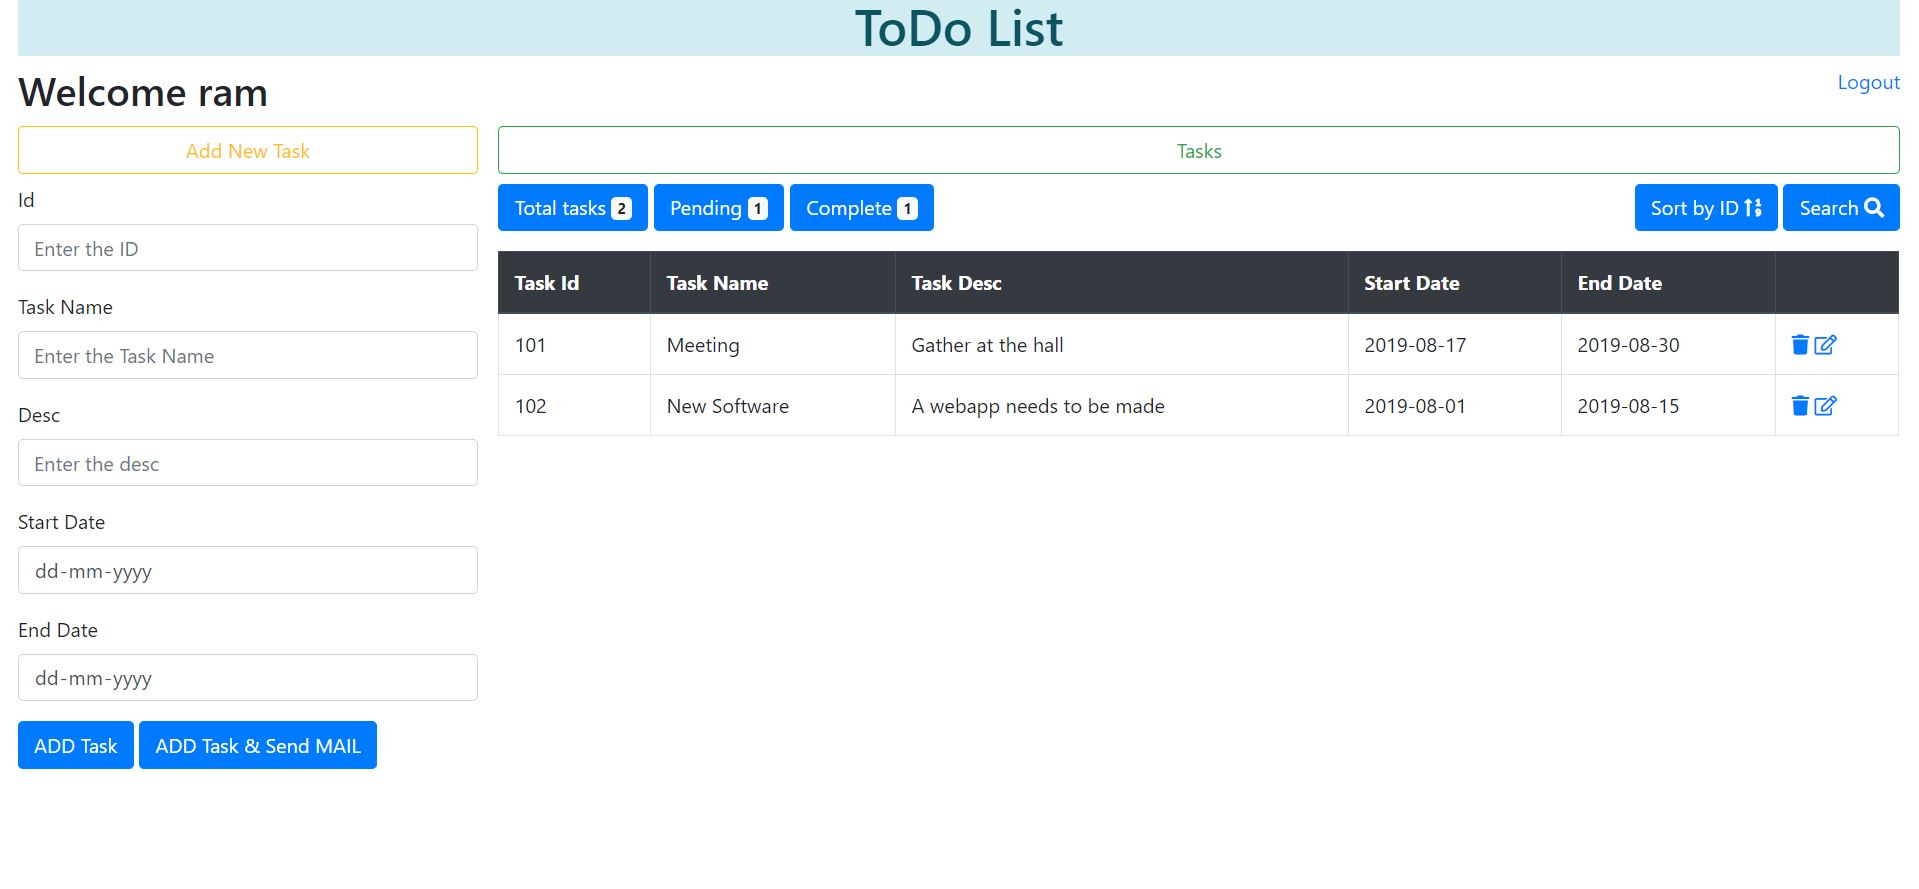 ToDo List
Welcome ram
Logout
Add New Task
Id
Enter the ID
Task Name
Enter the Task Name
Desc
Enter the desc
Start Date
dd-mm-yyyy
End Date
dd-mm-yyyy
ADD Task ADD Task & Send MAIL
Tasks
Total tasks 2 Pending 1 Complete 1 Sort by ID Search
Task Id Task Name Task Desc Start Date End Date
101 Meeting Gather at the hall 2019-08-17 2019-08-30
102 New Software A webapp needs to be made 2019-08-01 2019-08-15